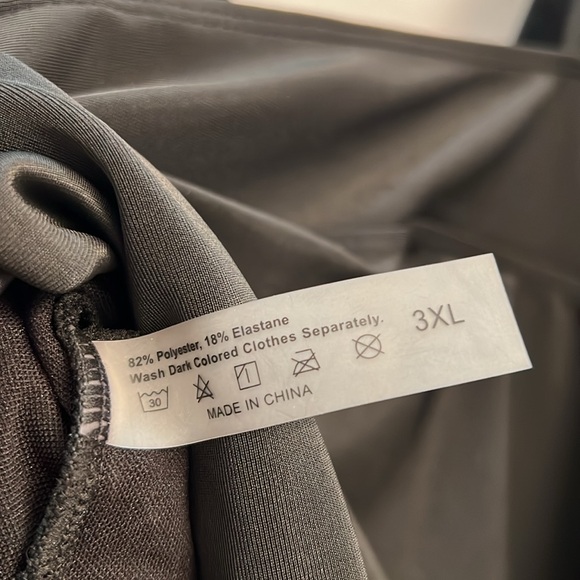 82% Polyester, 18% Elastane
Wash Dark Colored Clothes Separately.
3XL
30
MADE IN CHINA